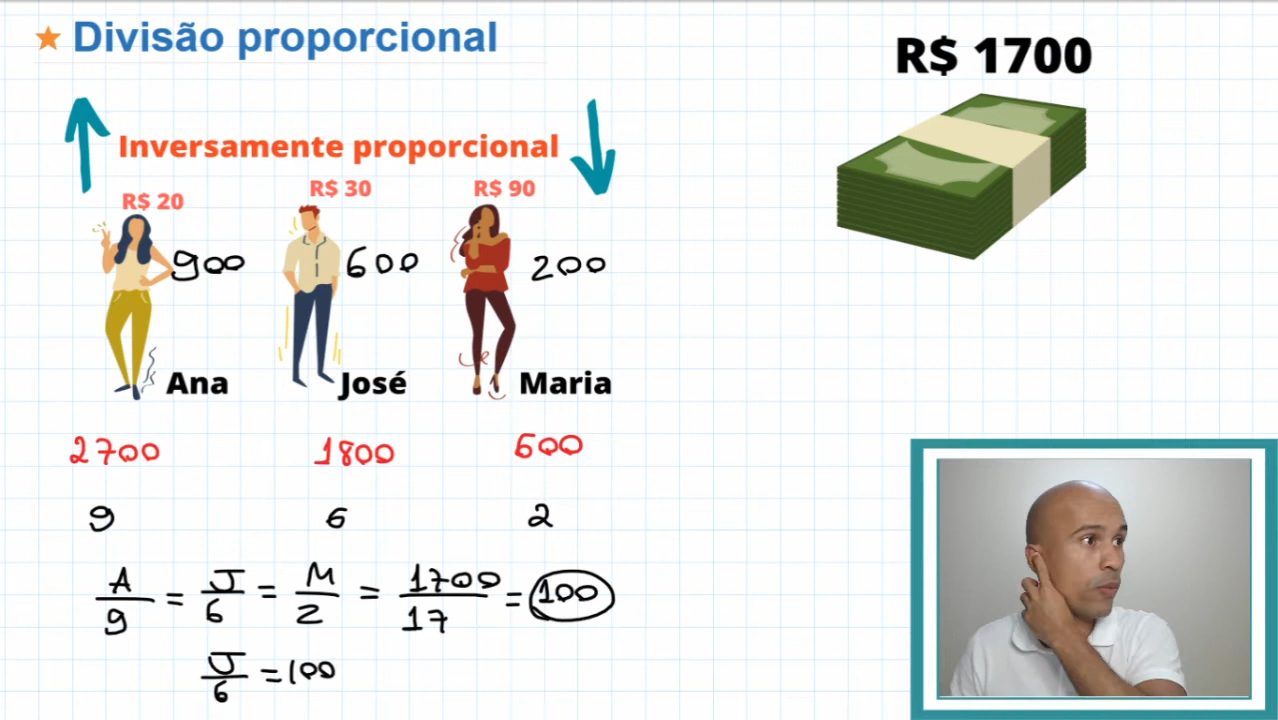 Divisão proporcional
R$ 1700
Inversamente proporcional
R$ 20 R$ 30 R$ 90
900 600 200
Ana José Maria
2700 1800 600
9 6 2
A/9 = J/6 = M/2 = 1700/17 = 100
J/6 = 100